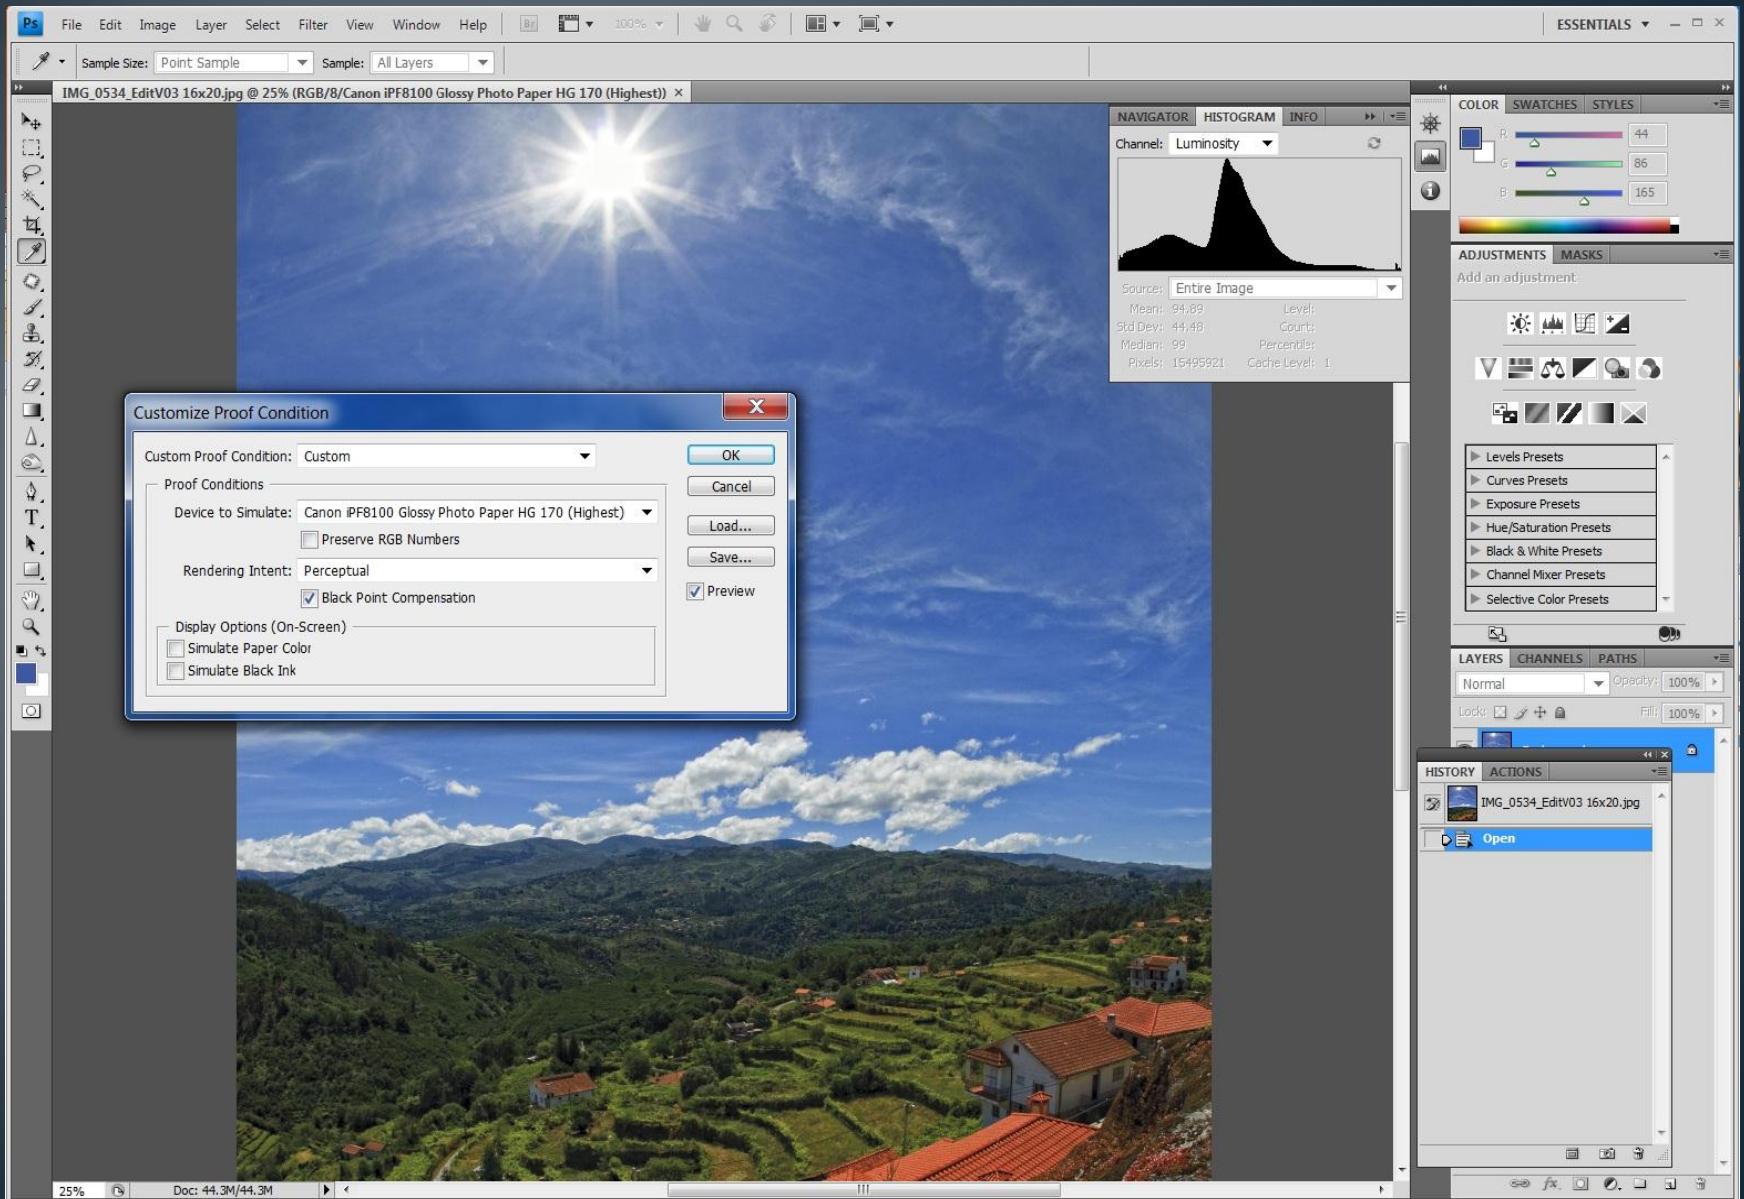 Ps File Edit Image Layer Select Filter View Window Help Br 100% ESSENTIALS
Sample Size: Point Sample Sample: All Layers
IMG_0534_EditV03 16x20.jpg @ 25% (RGB/8/Canon iPF8100 Glossy Photo Paper HG 170 (Highest)) ×
NAVIGATOR HISTOGRAM INFO
Channel: Luminosity
Source: Entire Image
Mean: 94.89 Level:
Std Dev: 44.48 Count:
Median: 99 Percentile:
Pixels: 15495921 Cache Level: 1
COLOR SWATCHES STYLES
R 44
G 86
B 165
ADJUSTMENTS MASKS
Add an adjustment
Levels Presets
Curves Presets
Exposure Presets
Hue/Saturation Presets
Black & White Presets
Channel Mixer Presets
Selective Color Presets
LAYERS CHANNELS PATHS
Normal Opacity: 100%
Lock: Fill: 100%
HISTORY ACTIONS
IMG_0534_EditV03 16x20.jpg
Open
Customize Proof Condition
Custom Proof Condition: Custom
OK
Proof Conditions
Cancel
Device to Simulate: Canon iPF8100 Glossy Photo Paper HG 170 (Highest)
Load...
Preserve RGB Numbers
Save...
Rendering Intent: Perceptual
Preview
Black Point Compensation
Display Options (On-Screen)
Simulate Paper Color
Simulate Black Ink
25% Doc: 44.3M/44.3M
fx